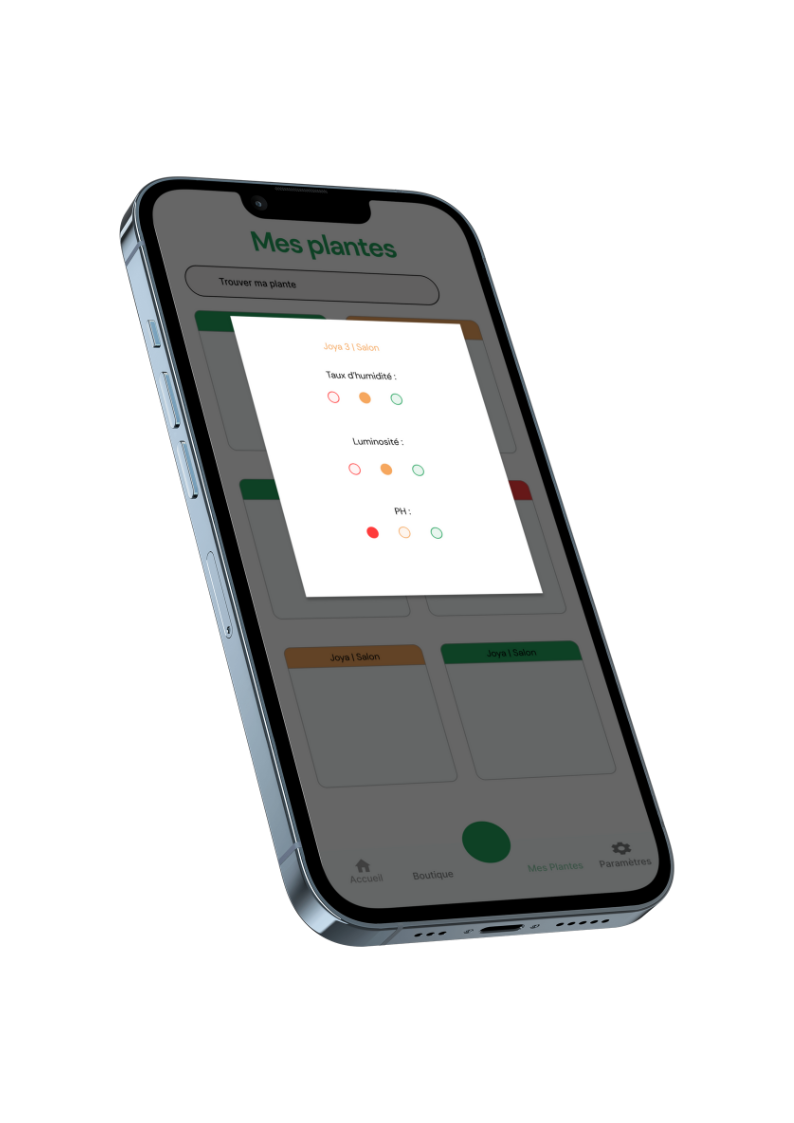 Mes plantes
Trouver ma plante
Joya 3 | Salon
Taux d'humidité :
Luminosité :
PH :
Joya | Salon
Joya | Salon
Accueil
Boutique
Mes Plantes
Paramètres